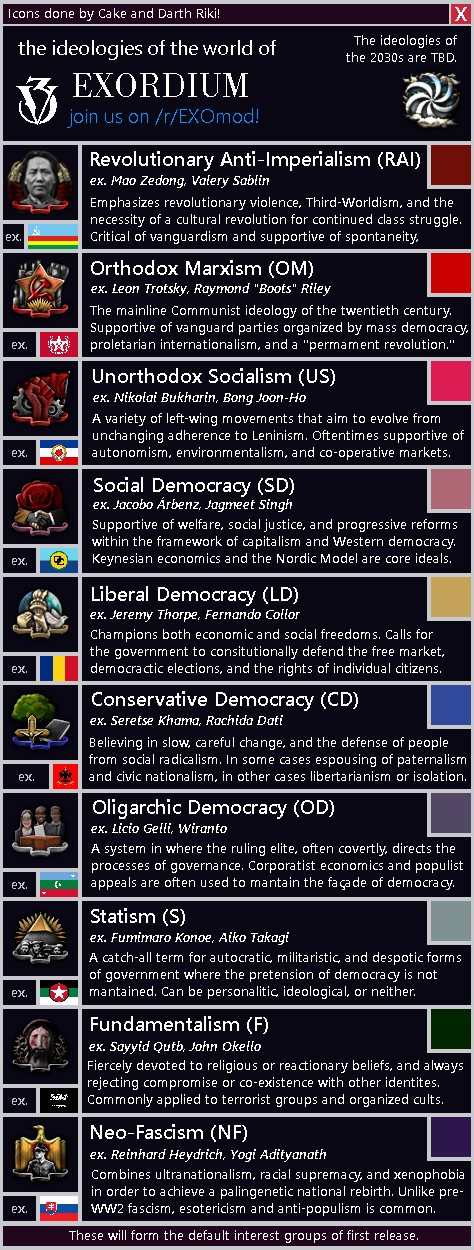 Icons done by Cake and Darth Riki!
X
the ideologies of the world of
EXORDIUM
join us on /r/EXOmod!
The ideologies of
the 2030s are TBD.
Revolutionary Anti-Imperialism (RAI)
ex. Mao Zedong, Valery Sablin
Emphasizes revolutionary violence, Third-Worldism, and the
necessity of a cultural revolution for continued class struggle.
Critical of vanguardism and supportive of spontaneity,
ex.
Orthodox Marxism (OM)
ex. Leon Trotsky, Raymond "Boots" Riley
The mainline Communist ideology of the twentieth century.
Supportive of vanguard parties organized by mass democracy,
proletarian internationalism, and a "permament revolution."
ex.
Unorthodox Socialism (US)
ex. Nikolai Bukharin, Bong Joon-Ho
A variety of left-wing movements that aim to evolve from
unchanging adherence to Leninism. Oftentimes supportive of
autonomism, environmentalism, and co-operative markets.
ex.
Social Democracy (SD)
ex. Jacobo Árbenz, Jagmeet Singh
Supportive of welfare, social justice, and progressive reforms
within the framework of capitalism and Western democracy.
Keynesian economics and the Nordic Model are core ideals.
ex.
Liberal Democracy (LD)
ex. Jeremy Thorpe, Fernando Collor
Champions both economic and social freedoms. Calls for
the government to consitutionally defend the free market,
democractic elections, and the rights of individual citizens.
ex.
Conservative Democracy (CD)
ex. Seretse Khama, Rachida Dati
Believing in slow, careful change, and the defense of people
from social radicalism. In some cases espousing of paternalism
and civic nationalism, in other cases libertarianism or isolation.
ex.
Oligarchic Democracy (OD)
ex. Licio Gelli, Wiranto
A system in where the ruling elite, often covertly, directs the
processes of governance. Corporatist economics and populist
appeals are often used to mantain the façade of democracy.
ex.
Statism (S)
ex. Fumimaro Konoe, Aiko Takagi
A catch-all term for autocratic, militaristic, and despotic forms
of government where the pretension of democracy is not
mantained. Can be personalitic, ideological, or neither.
ex.
Fundamentalism (F)
ex. Sayyid Qutb, John Okello
Fiercely devoted to religious or reactionary beliefs, and always
rejecting compromise or co-existence with other identities.
Commonly applied to terrorist groups and organized cults.
ex.
Neo-Fascism (NF)
ex. Reinhard Heydrich, Yogi Adityanath
Combines ultranationalism, racial supremacy, and xenophobia
in order to achieve a palingenetic national rebirth. Unlike pre-
WW2 fascism, esotericism and anti-populism is common.
ex.
These will form the default interest groups of first release.